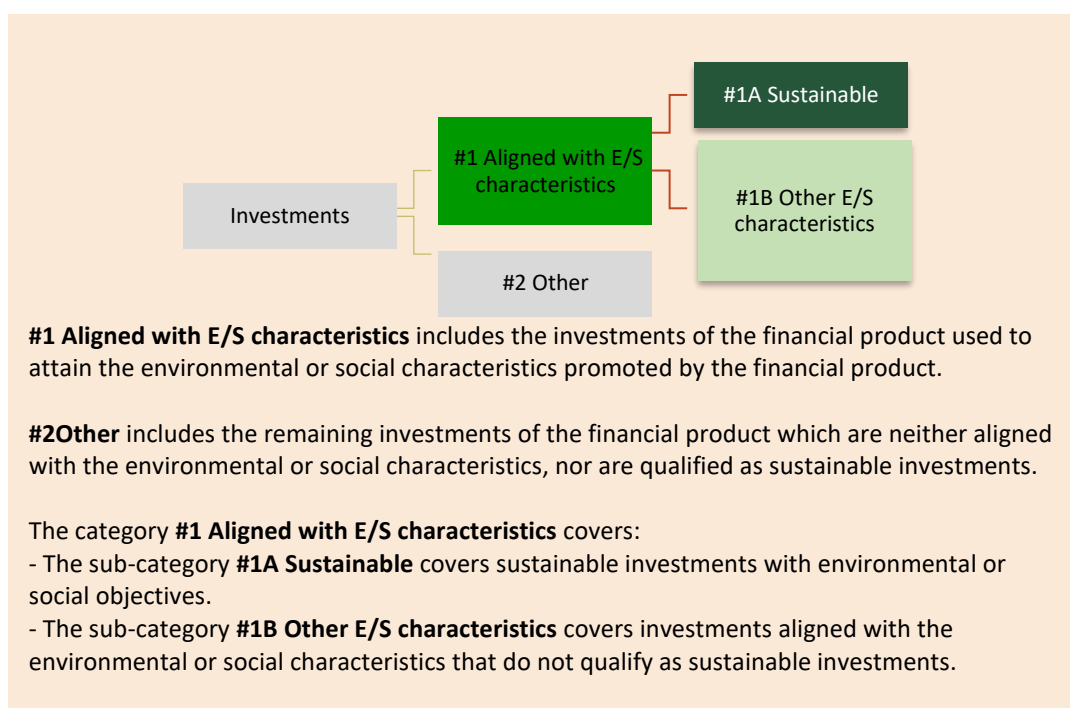 #1A Sustainable
#1 Aligned with E/S
characteristics
#1B Other E/S
characteristics
Investments
#2 Other
#1 Aligned with E/S characteristics includes the investments of the financial product used to
attain the environmental or social characteristics promoted by the financial product.
#2Other includes the remaining investments of the financial product which are neither aligned
with the environmental or social characteristics, nor are qualified as sustainable investments.
The category #1 Aligned with E/S characteristics covers:
- The sub-category #1A Sustainable covers sustainable investments with environmental or
social objectives.
- The sub-category #1B Other E/S characteristics covers investments aligned with the
environmental or social characteristics that do not qualify as sustainable investments.